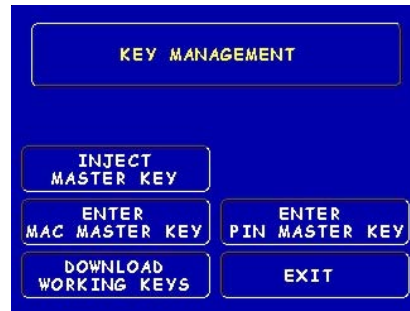 KEY MANAGEMENT
INJECT
MASTER KEY
ENTER
MAC MASTER KEY
ENTER
PIN MASTER KEY
DOWNLOAD
WORKING KEYS
EXIT